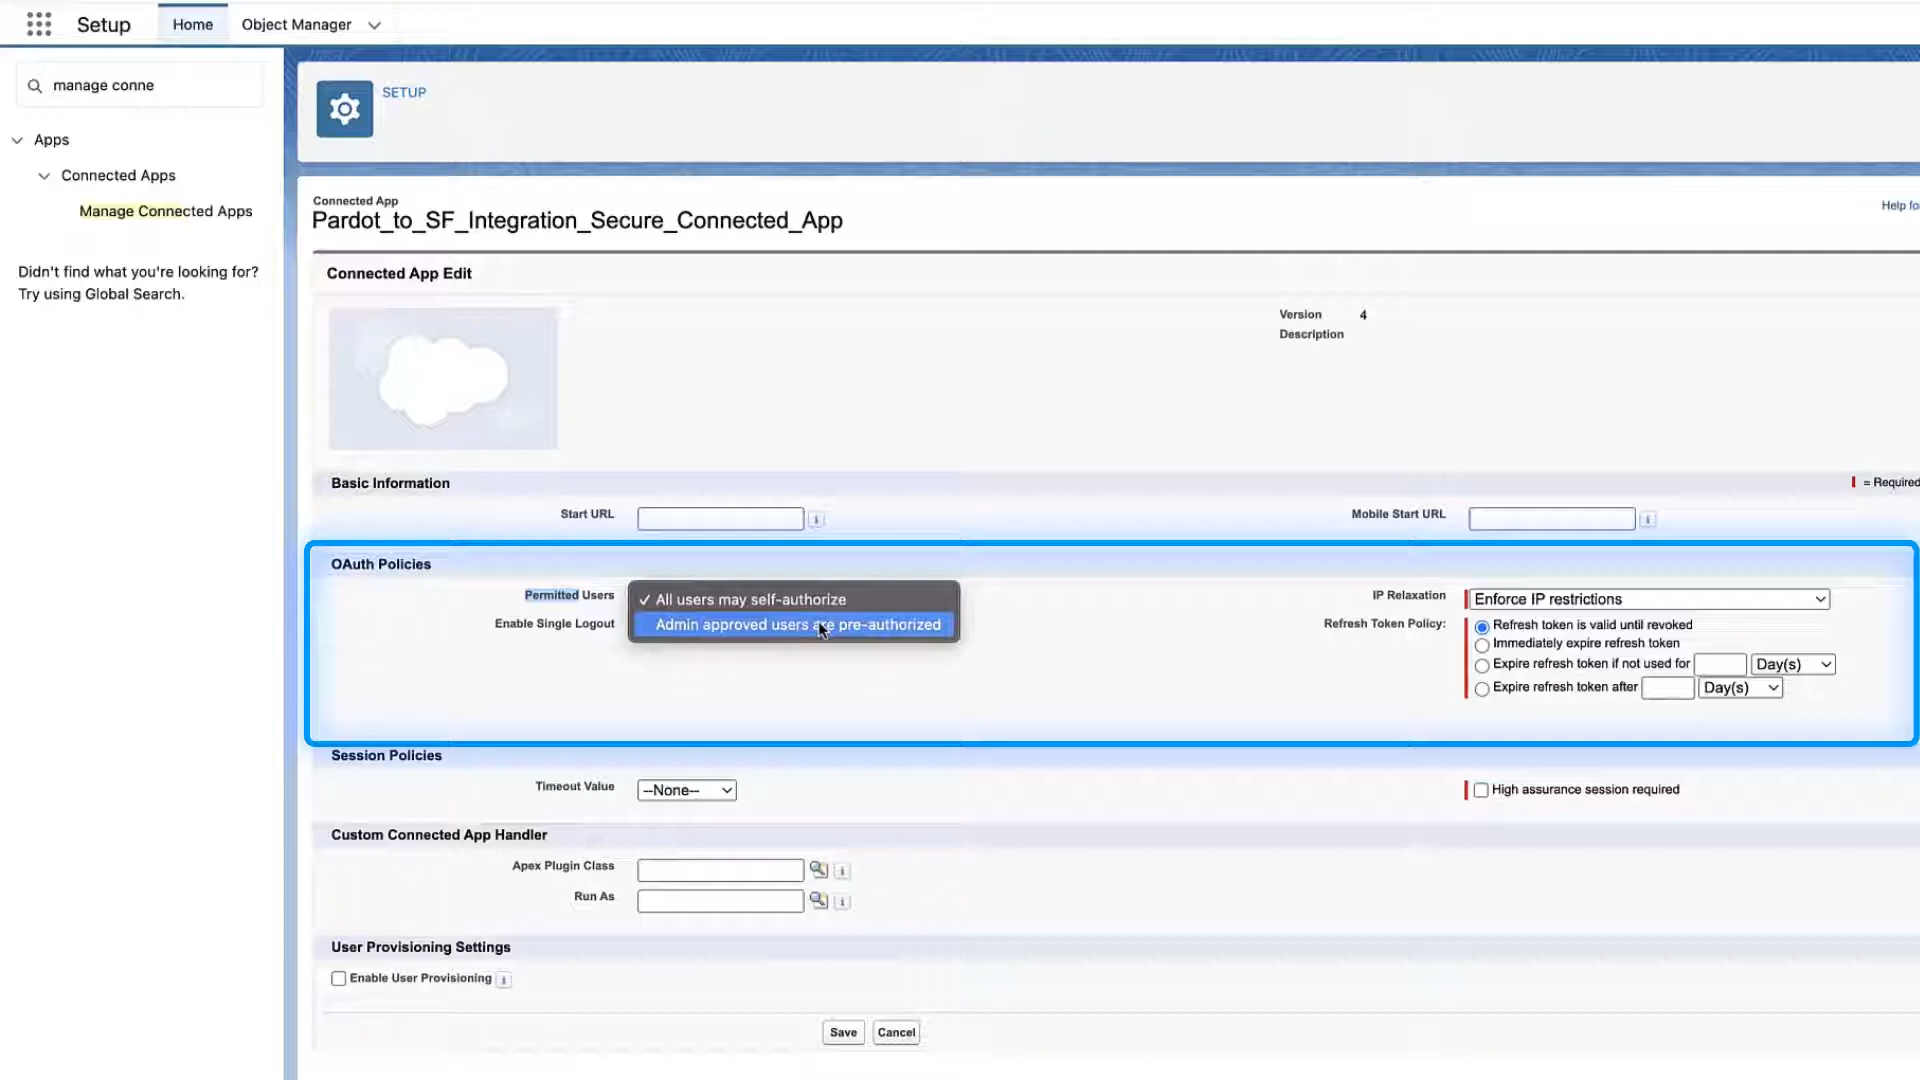 Setup
Home
Object Manager
manage conne
Apps
Connected Apps
Manage Connected Apps
Didn't find what you're looking for?
Try using Global Search.
SETUP
Connected App
Pardot_to_SF_Integration_Secure_Connected_App
Help fo
Connected App Edit
Version 4
Description
Basic Information
= Required
Start URL
Mobile Start URL
OAuth Policies
Permitted Users
✓ All users may self-authorize
Admin approved users are pre-authorized
Enable Single Logout
IP Relaxation
Enforce IP restrictions
Refresh Token Policy:
Refresh token is valid until revoked
Immediately expire refresh token
Expire refresh token if not used for Day(s)
Expire refresh token after Day(s)
Session Policies
Timeout Value
--None--
High assurance session required
Custom Connected App Handler
Apex Plugin Class
Run As
User Provisioning Settings
Enable User Provisioning
Save
Cancel